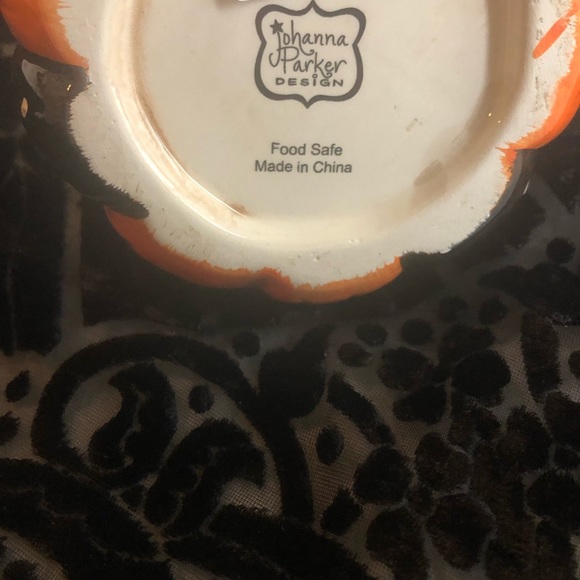 Johanna
Parker
DESIGN
Food Safe
Made in China